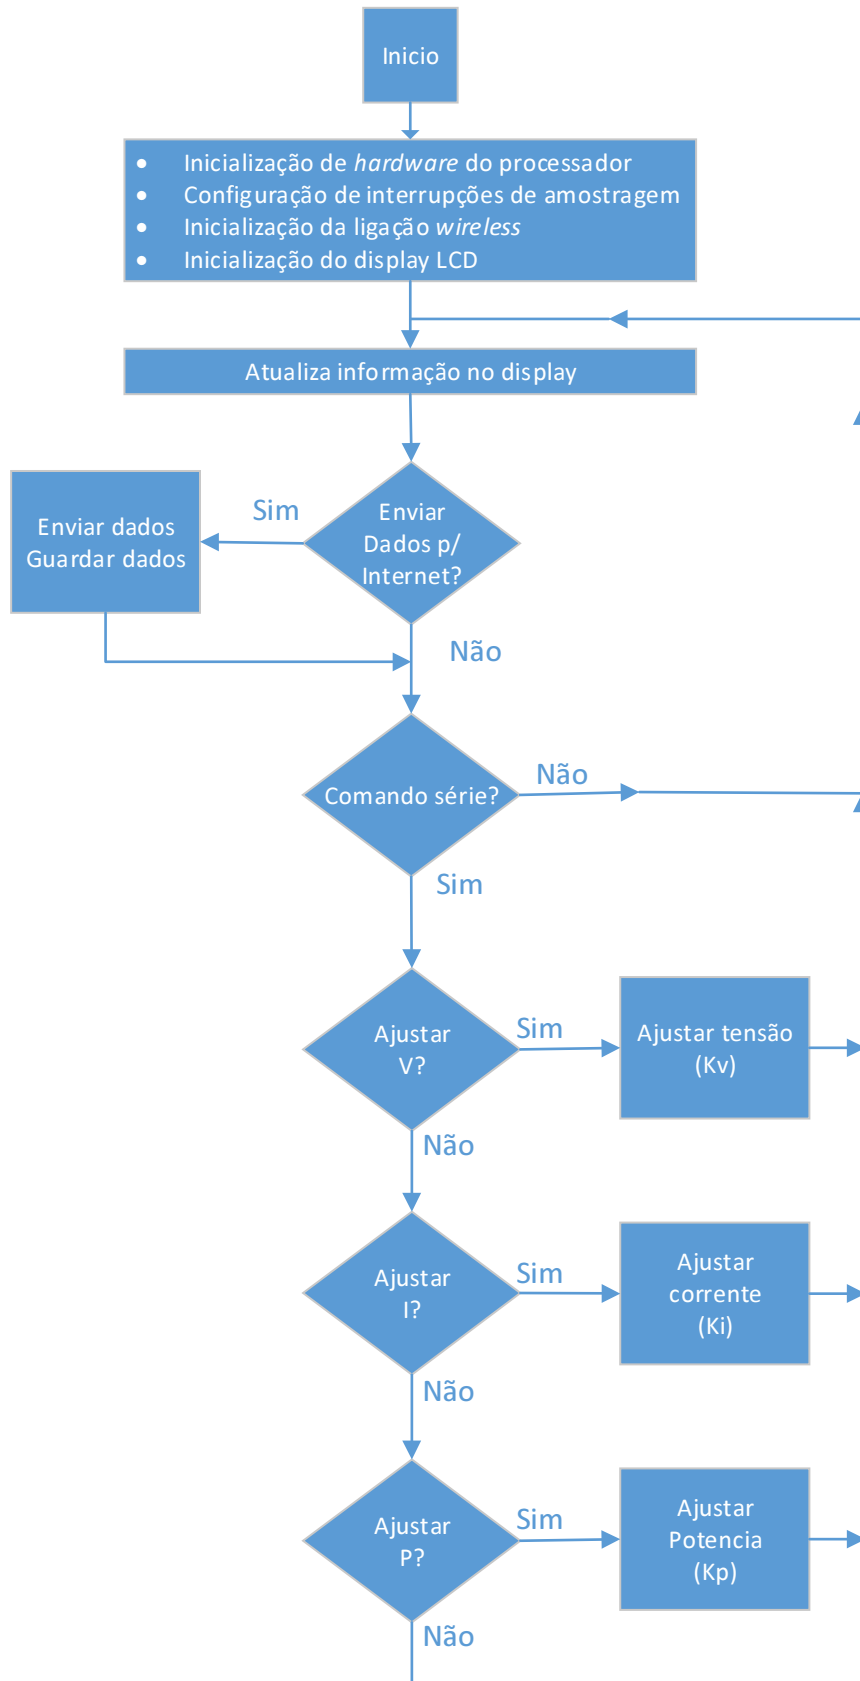 Inicio
• Inicialização de hardware do processador
• Configuração de interrupções de amostragem
• Inicialização da ligação wireless
• Inicialização do display LCD
Atualiza informação no display
Enviar
Dados p/
Internet?
Sim
Enviar dados
Guardar dados
Não
Comando série?
Não
Sim
Ajustar
V?
Sim
Ajustar tensão
(Kv)
Não
Ajustar
I?
Sim
Ajustar
corrente
(Ki)
Não
Ajustar
P?
Sim
Ajustar
Potencia
(Kp)
Não